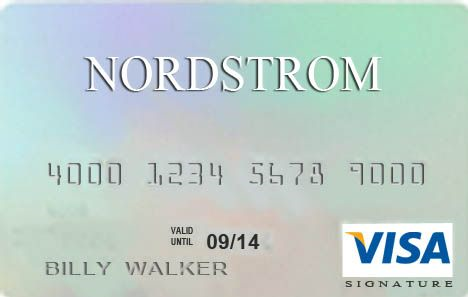 NORDSTROM
4000 1234 5678 9000
VALID
UNTIL 09/14
BILLY WALKER
VISA
SIGNATURE